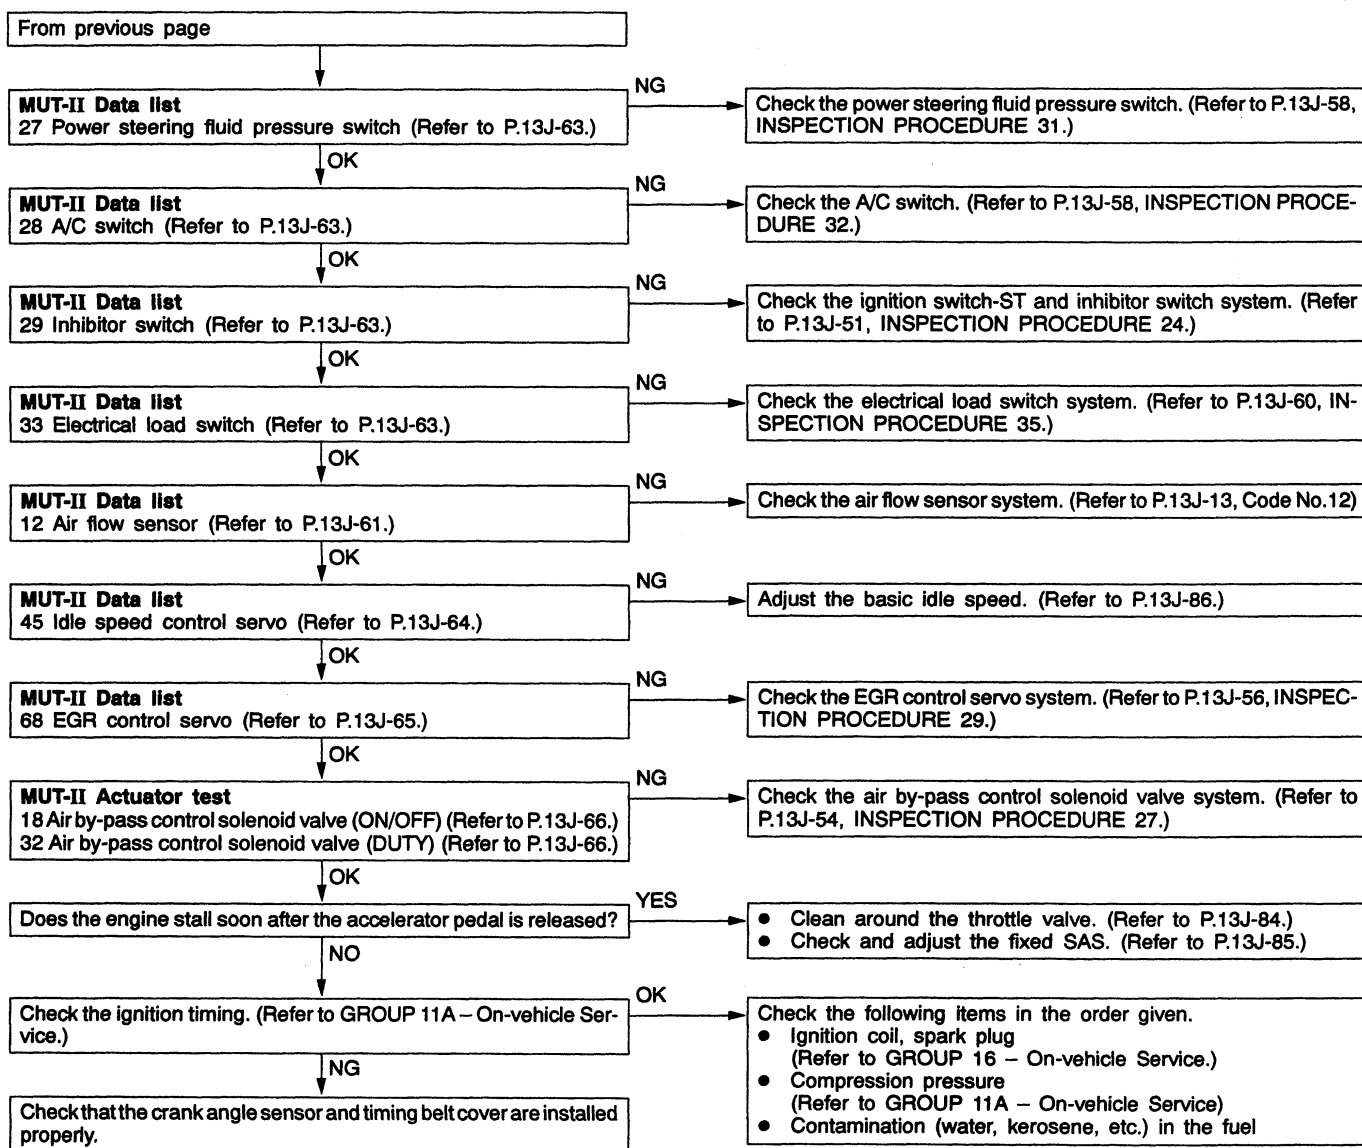 From previous page
NG
MUT-II Data list
27 Power steering fluid pressure switch (Refer to P.13J-63.)
Check the power steering fluid pressure switch. (Refer to P.13J-58,
INSPECTION PROCEDURE 31.)
OK
NG
MUT-II Data list
28 A/C switch (Refer to P.13J-63.)
Check the A/C switch. (Refer to P.13J-58, INSPECTION PROCE-
DURE 32.)
OK
NG
MUT-II Data list
29 Inhibitor switch (Refer to P.13J-63.)
Check the ignition switch-ST and inhibitor switch system. (Refer
to P.13J-51, INSPECTION PROCEDURE 24.)
OK
NG
MUT-II Data list
33 Electrical load switch (Refer to P.13J-63.)
Check the electrical load switch system. (Refer to P.13J-60, IN-
SPECTION PROCEDURE 35.)
OK
NG
MUT-II Data list
12 Air flow sensor (Refer to P.13J-61.)
Check the air flow sensor system. (Refer to P.13J-13, Code No.12)
OK
NG
MUT-II Data list
45 Idle speed control servo (Refer to P.13J-64.)
Adjust the basic idle speed. (Refer to P.13J-86.)
OK
NG
MUT-II Data list
68 EGR control servo (Refer to P.13J-65.)
Check the EGR control servo system. (Refer to P.13J-56, INSPEC-
TION PROCEDURE 29.)
OK
NG
MUT-II Actuator test
18 Air by-pass control solenoid valve (ON/OFF) (Refer to P.13J-66.)
32 Air by-pass control solenoid valve (DUTY) (Refer to P.13J-66.)
Check the air by-pass control solenoid valve system. (Refer to
P.13J-54, INSPECTION PROCEDURE 27.)
OK
YES
Does the engine stall soon after the accelerator pedal is released?
● Clean around the throttle valve. (Refer to P.13J-84.)
● Check and adjust the fixed SAS. (Refer to P.13J-85.)
NO
OK
Check the ignition timing. (Refer to GROUP 11A – On-vehicle Ser-
vice.)
Check the following items in the order given.
● Ignition coil, spark plug
(Refer to GROUP 16 – On-vehicle Service.)
● Compression pressure
(Refer to GROUP 11A – On-vehicle Service)
● Contamination (water, kerosene, etc.) in the fuel
NG
Check that the crank angle sensor and timing belt cover are installed
properly.